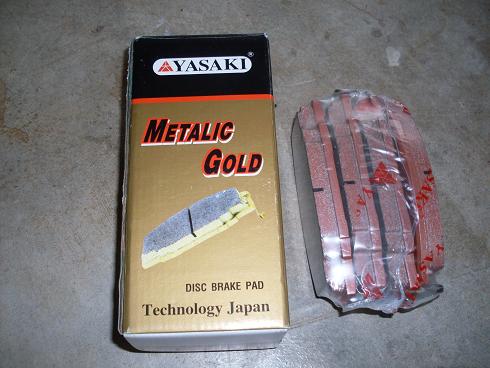 YASAKI®
METALIC
GOLD
DISC BRAKE PAD
Technology Japan